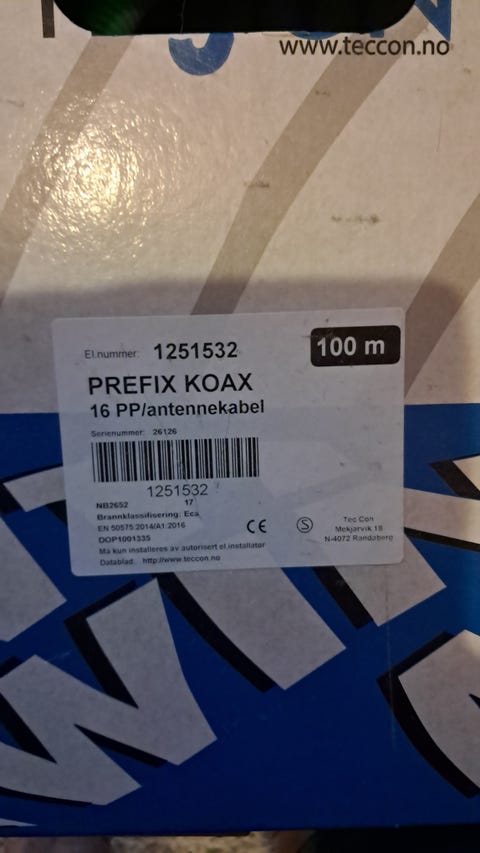 www.teccon.no
El.nummer: 1251532
100 m
PREFIX KOAX
16 PP/antennekabel
Serienummer: 26126
1251532
NB2652 17
Brannklassifisering: Eca
EN 50575:2014/A1:2016
DOP1001335
CE
S
Tec Con
Mekjarvik 18
N-4072 Randaberg
Må kun installeres av autorisert el.installatør
Datablad: http://www.teccon.no